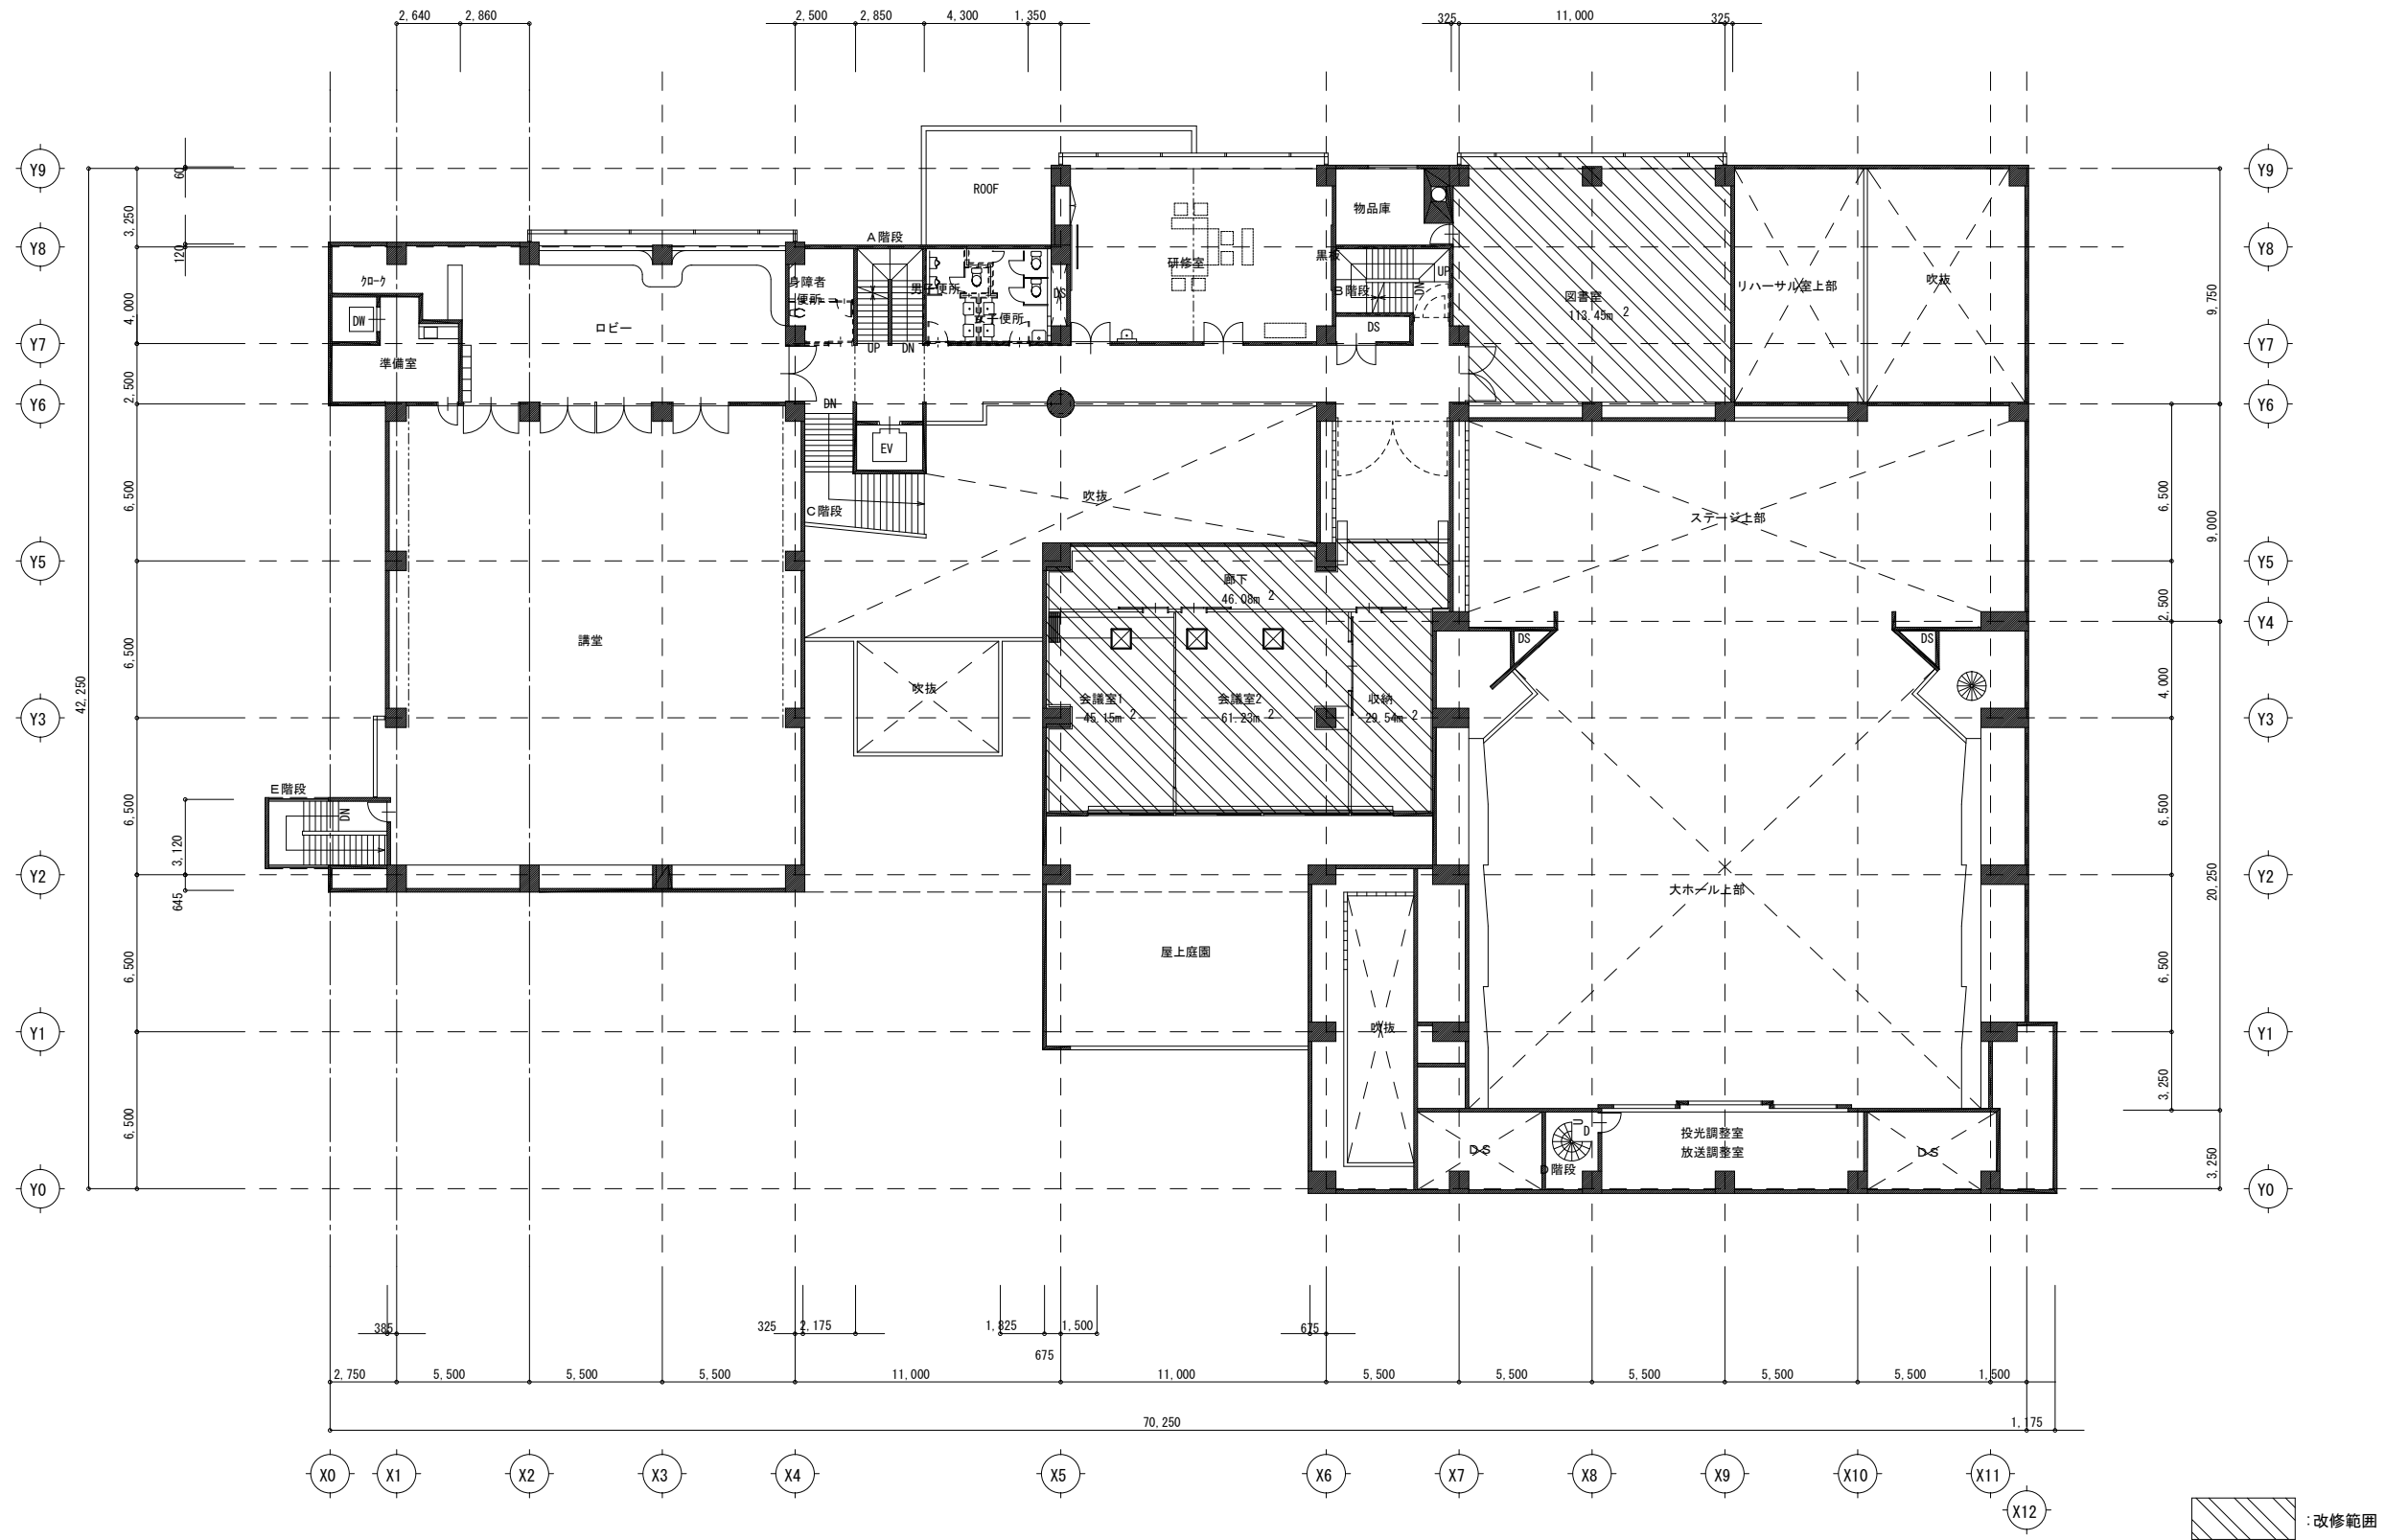 2,640
2,860
2,500
2,850
4,300
1,350
325
11,000
325
Y9
60
3,250
Y8
120
4,000
Y7
2,500
Y6
6,500
Y5
6,500
42,250
Y3
6,500
3,120
Y2
645
6,500
Y1
6,500
Y0
ROOF
A階段
クローク
DW
準備室
ロビー
身障者
便所
男子便所
女子便所
DS
UP
DN
研修室
物品庫
黒板
B階段
UP
DN
DS
図書室
113.45m2
リハーサル室上部
吹抜
DN
EV
C階段
吹抜
ステージ上部
廊下
46.08m2
講堂
吹抜
会議室1
45.15m2
会議室2
61.23m2
収納
29.54m2
DS
DS
E階段
DN
大ホール上部
屋上庭園
吹抜
DS
U
D
D階段
投光調整室
放送調整室
DS
Y9
9,750
Y8
Y7
Y6
6,500
9,000
Y5
2,500
Y4
4,000
Y3
6,500
20,250
Y2
6,500
Y1
3,250
3,250
Y0
385
325
2,175
1,825
1,500
675
675
2,750
5,500
5,500
5,500
11,000
11,000
5,500
5,500
5,500
5,500
5,500
1,500
70,250
1,175
X0
X1
X2
X3
X4
X5
X6
X7
X8
X9
X10
X11
X12
:改修範囲